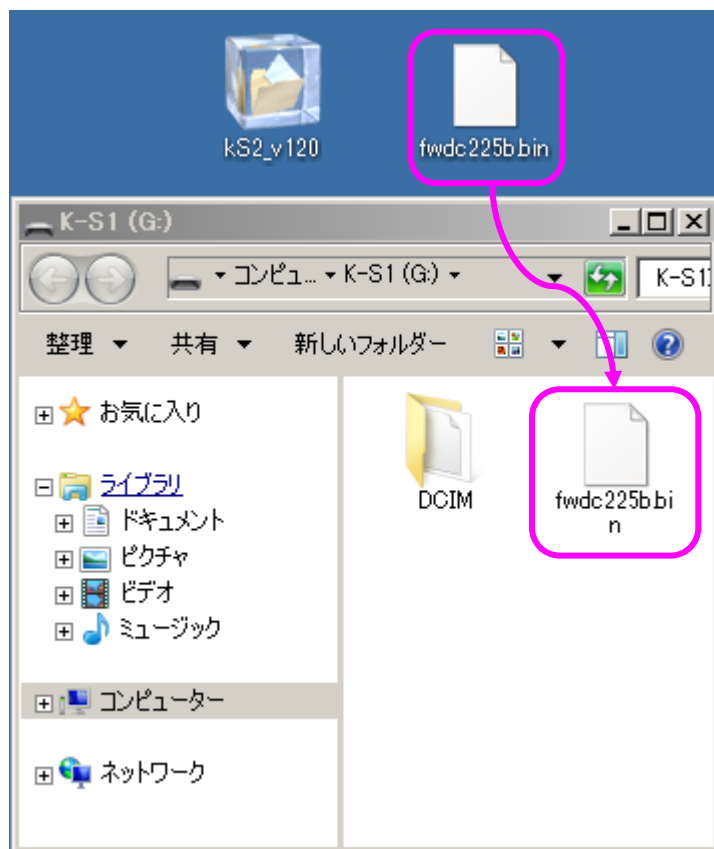 kS2_v120
fwdc225b.bin
K-S1 (G:)
コンピュ... K-S1 (G:)
K-S1
整理 共有 新しいフォルダー
お気に入り
ライブラリ
ドキュメント
ピクチャ
ビデオ
ミュージック
コンピューター
ネットワーク
DCIM
fwdc225b.bi
n